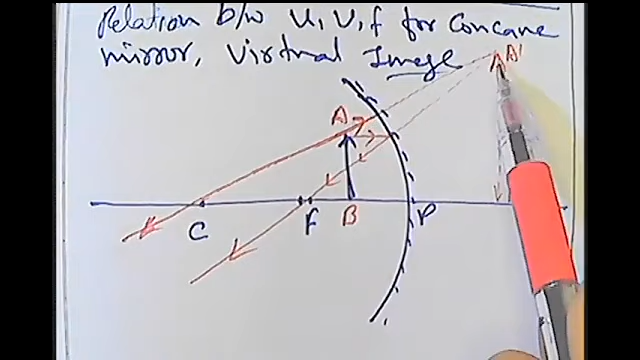 Relation b/w u, v, f for Concave
mirror, Virtual Image
A'
A
C
F
B
P